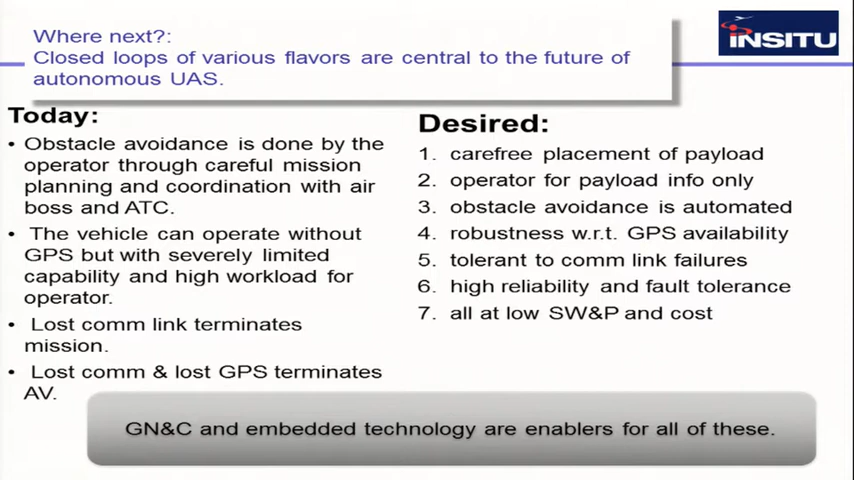 Where next?:
Closed loops of various flavors are central to the future of
autonomous UAS.
INSITU
Today:
• Obstacle avoidance is done by the
operator through careful mission
planning and coordination with air
boss and ATC.
• The vehicle can operate without
GPS but with severely limited
capability and high workload for
operator.
• Lost comm link terminates
mission.
• Lost comm & lost GPS terminates
AV.
Desired:
1. carefree placement of payload
2. operator for payload info only
3. obstacle avoidance is automated
4. robustness w.r.t. GPS availability
5. tolerant to comm link failures
6. high reliability and fault tolerance
7. all at low SW&P and cost
GN&C and embedded technology are enablers for all of these.